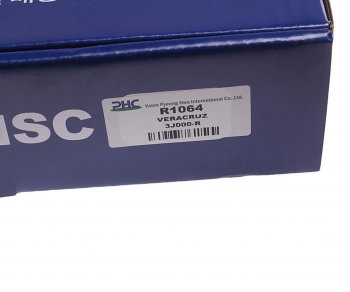 PHC Valeo Pyeong Hwa International Co.,Ltd.
R1064
VERACRUZ
3J000-R
ISC